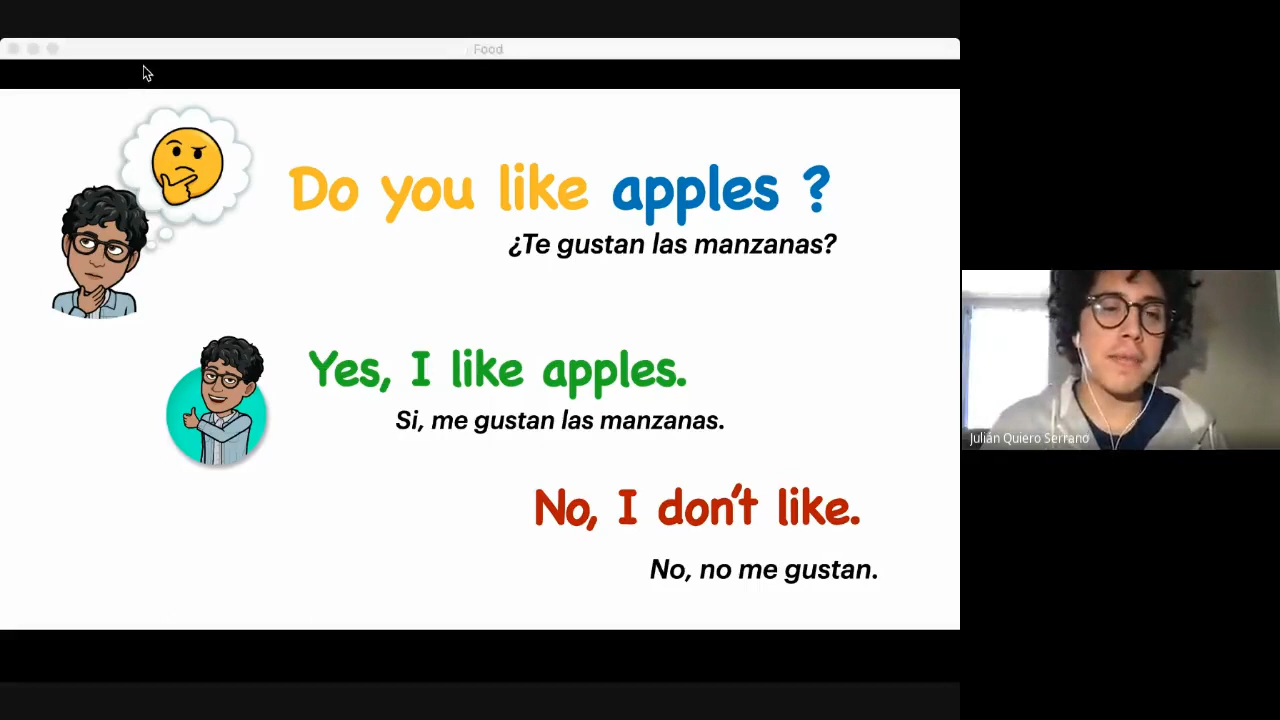 Food
Do you like apples ?
¿Te gustan las manzanas?
Yes, I like apples.
Si, me gustan las manzanas.
No, I don't like.
No, no me gustan.
Julián Quiero Serrano